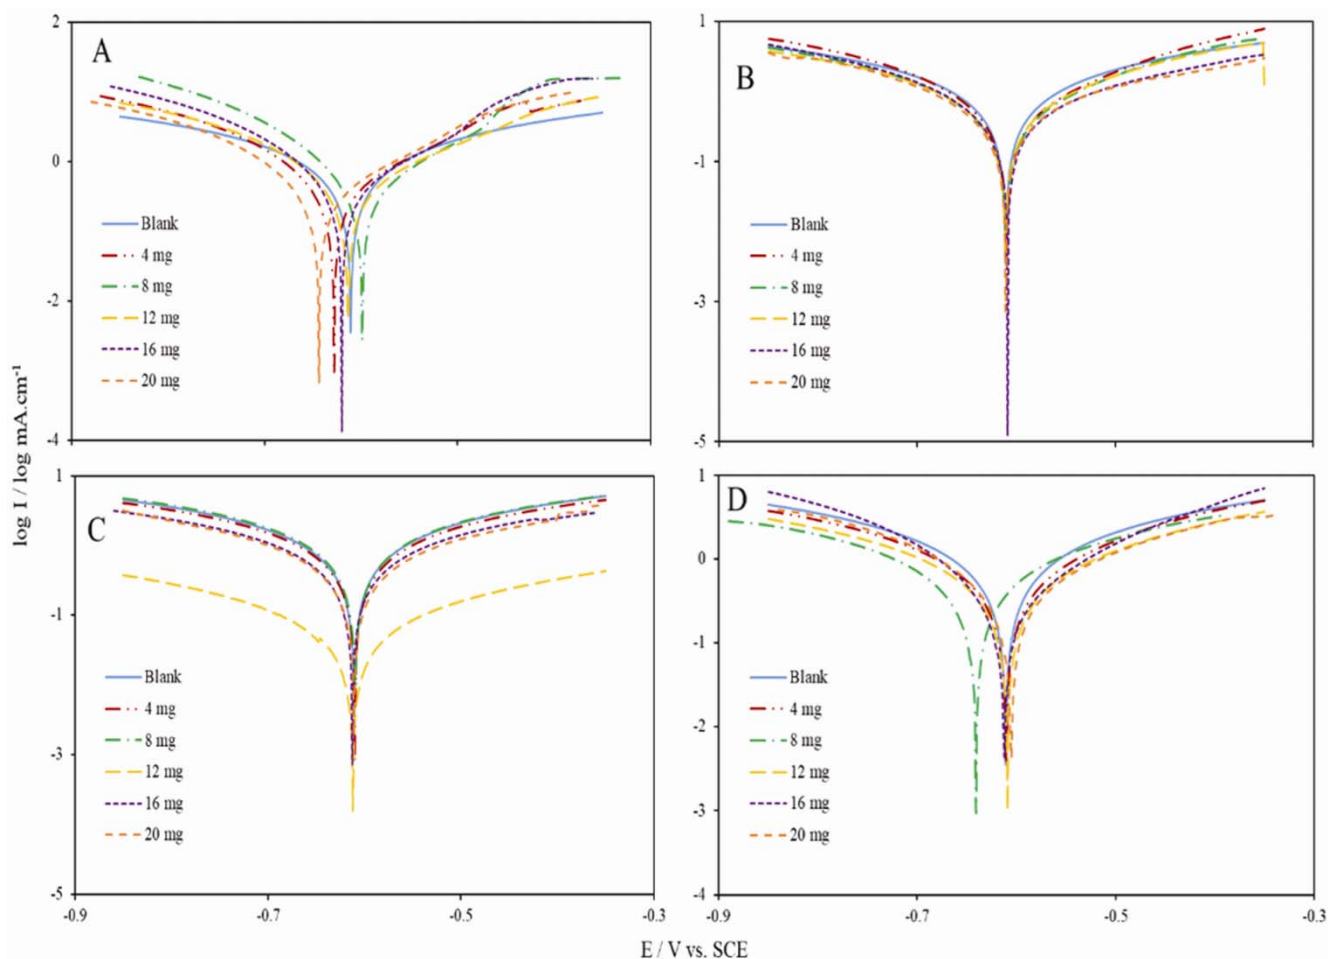 2
1
A
B
0
-1
Blank
4 mg
8 mg
12 mg
16 mg
20 mg
Blank
4 mg
8 mg
12 mg
16 mg
20 mg
-2
-3
-4
-5
log I / log mA.cm⁻¹
1
1
C
D
0
-1
-1
Blank
4 mg
8 mg
12 mg
16 mg
20 mg
Blank
4 mg
8 mg
12 mg
16 mg
20 mg
-2
-3
-3
-5
-4
-0.9 -0.7 -0.5 -0.3
-0.9 -0.7 -0.5 -0.3
E / V vs. SCE